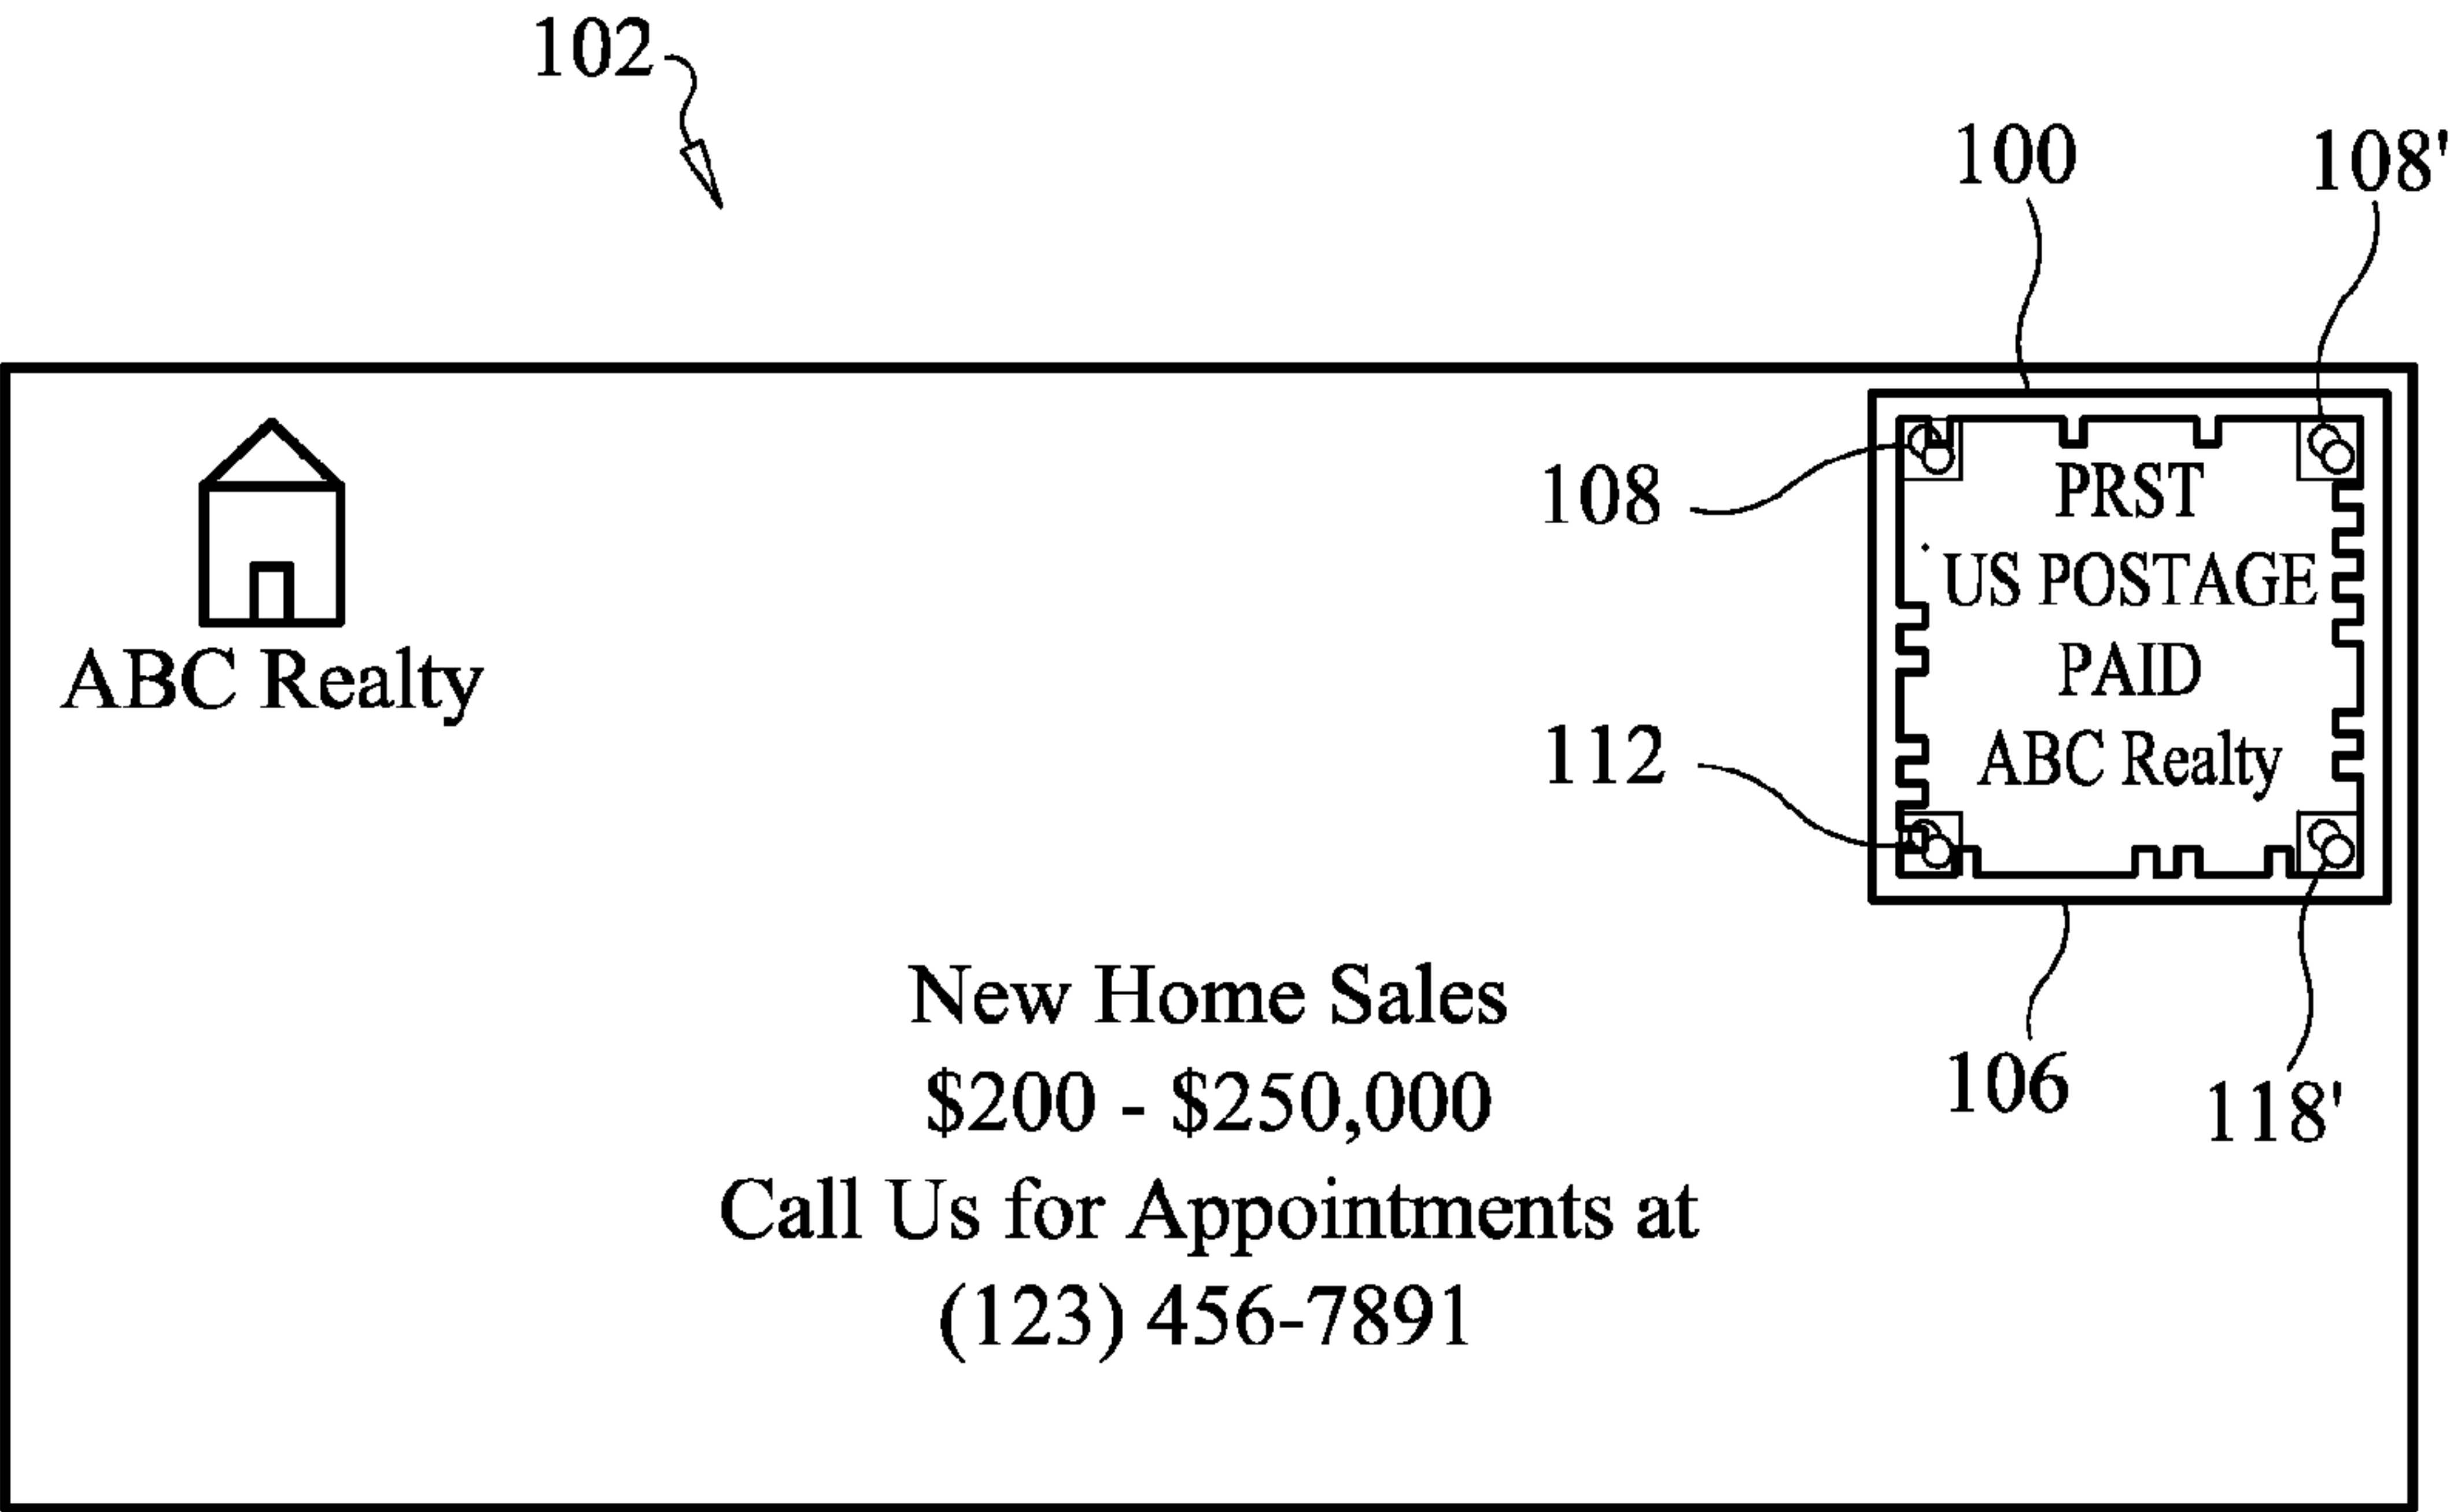 102
100
108'
108
PRST
US POSTAGE
PAID
ABC Realty
ABC Realty
112
106
118'
New Home Sales
$200 - $250,000
Call Us for Appointments at
(123) 456-7891